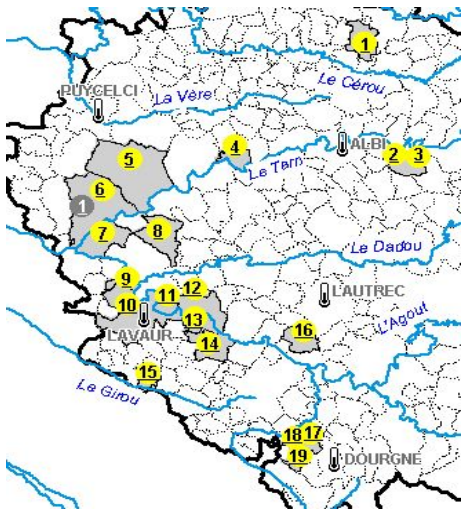 1
Le Cérou
PUYCELCI
La Vère
ALBI
4
2
3
5
Le Tarn
6
1
7
8
Le Dadou
9
12
LAUTREC
11
10
13
L'Agout
16
LAVAUR
14
15
Le Girou
18
17
19
DOURGNE